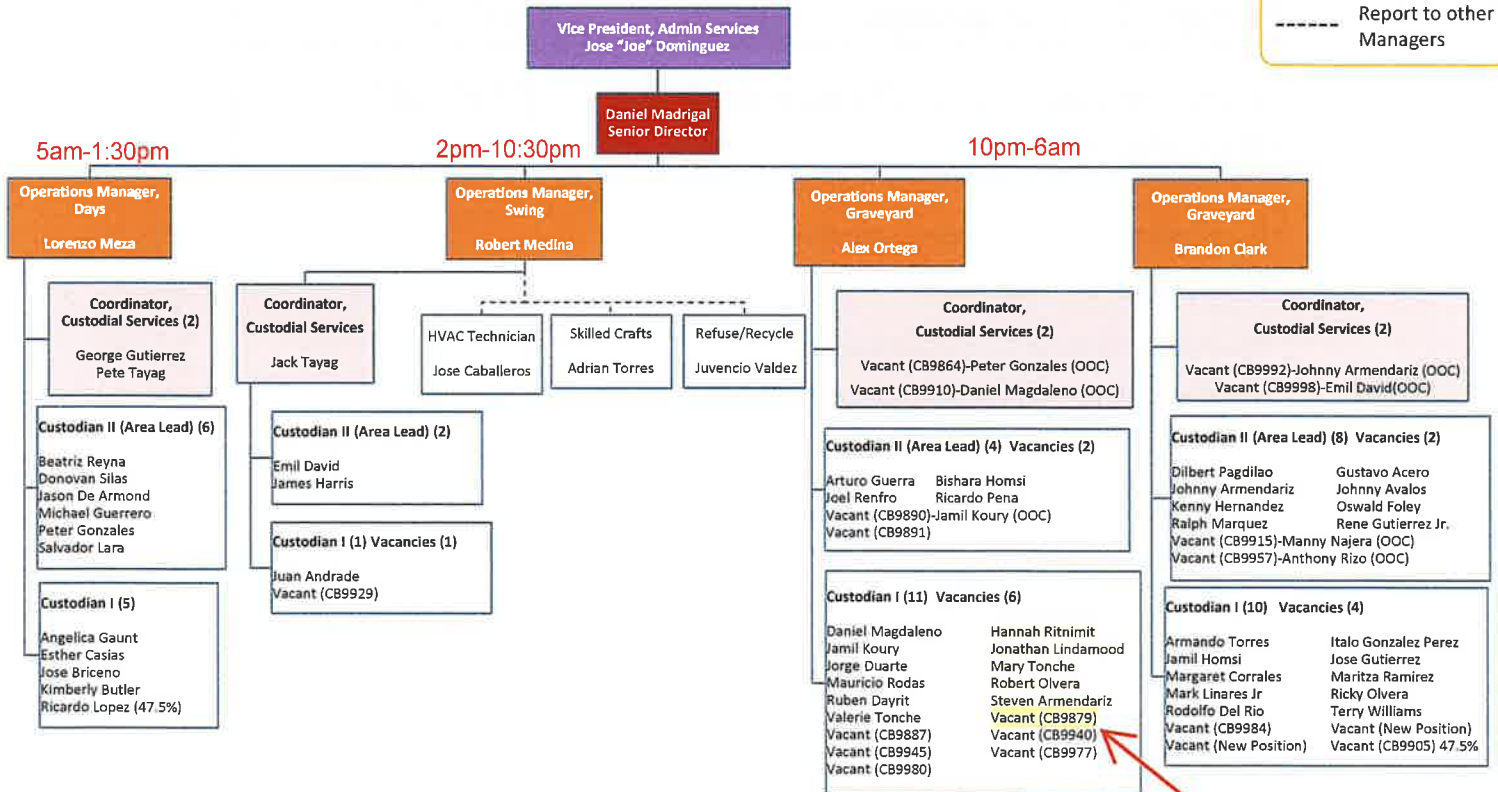 Report to other
Managers
Vice President, Admin Services
Jose "Joe" Dominguez
Daniel Madrigal
Senior Director
5am-1:30pm
2pm-10:30pm
10pm-6am
Operations Manager,
Days
Lorenzo Meza
Operations Manager,
Swing
Robert Medina
Operations Manager,
Graveyard
Alex Ortega
Operations Manager,
Graveyard
Brandon Clark
Coordinator,
Custodial Services (2)
George Gutierrez
Pete Tayag
Custodian II (Area Lead) (6)
Beatriz Reyna
Donovan Silas
Jason De Armond
Michael Guerrero
Peter Gonzales
Salvador Lara
Custodian I (5)
Angelica Gaunt
Esther Casias
Jose Briceno
Kimberly Butler
Ricardo Lopez (47.5%)
Coordinator,
Custodial Services
Jack Tayag
Custodian II (Area Lead) (2)
Emil David
James Harris
Custodian I (1) Vacancies (1)
Juan Andrade
Vacant (CB9929)
HVAC Technician
Jose Caballeros
Skilled Crafts
Adrian Torres
Refuse/Recycle
Juvencio Valdez
Coordinator,
Custodial Services (2)
Vacant (CB9864)-Peter Gonzales (OOC)
Vacant (CB9910)-Daniel Magdaleno (OOC)
Custodian II (Area Lead) (4) Vacancies (2)
Arturo Guerra Bishara Homsi
Joel Renfro Ricardo Pena
Vacant (CB9890)-Jamil Koury (OOC)
Vacant (CB9891)
Custodian I (11) Vacancies (6)
Daniel Magdaleno Hannah Ritnimit
Jamil Koury Jonathan Lindamood
Jorge Duarte Mary Tonche
Mauricio Rodas Robert Olvera
Ruben Dayrit Steven Armendariz
Valerie Tonche Vacant (CB9879)
Vacant (CB9887) Vacant (CB9940)
Vacant (CB9945) Vacant (CB9977)
Vacant (CB9980)
Coordinator,
Custodial Services (2)
Vacant (CB9992)-Johnny Armendariz (OOC)
Vacant (CB9998)-Emil David(OOC)
Custodian II (Area Lead) (8) Vacancies (2)
Dilbert Pagdilao Gustavo Acero
Johnny Armendariz Johnny Avalos
Kenny Hernandez Oswald Foley
Ralph Marquez Rene Gutierrez Jr.
Vacant (CB9915)-Manny Najera (OOC)
Vacant (CB9957)-Anthony Rizo (OOC)
Custodian I (10) Vacancies (4)
Armando Torres Italo Gonzalez Perez
Jamil Homsi Jose Gutierrez
Margaret Corrales Maritza Ramirez
Mark Linares Jr Ricky Olvera
Rodolfo Del Rio Terry Williams
Vacant (CB9984) Vacant (New Position)
Vacant (New Position) Vacant (CB9905) 47.5%